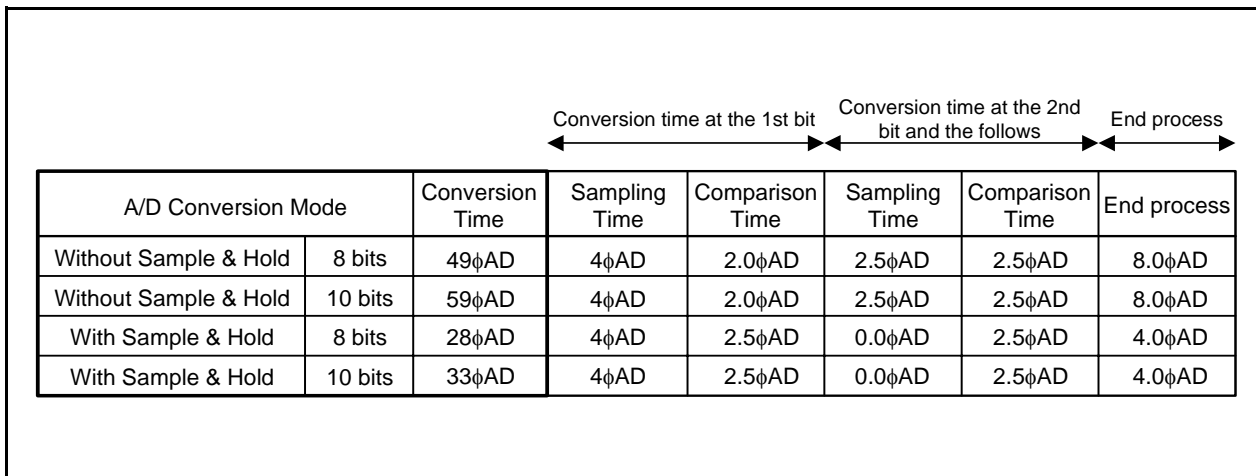 Conversion time at the 1st bit
Conversion time at the 2nd
bit and the follows
End process
A/D Conversion Mode
Conversion
Time
Sampling
Time
Comparison
Time
Sampling
Time
Comparison
Time
End process
Without Sample & Hold 8 bits 49ϕAD 4ϕAD 2.0ϕAD 2.5ϕAD 2.5ϕAD 8.0ϕAD
Without Sample & Hold 10 bits 59ϕAD 4ϕAD 2.0ϕAD 2.5ϕAD 2.5ϕAD 8.0ϕAD
With Sample & Hold 8 bits 28ϕAD 4ϕAD 2.5ϕAD 0.0ϕAD 2.5ϕAD 4.0ϕAD
With Sample & Hold 10 bits 33ϕAD 4ϕAD 2.5ϕAD 0.0ϕAD 2.5ϕAD 4.0ϕAD